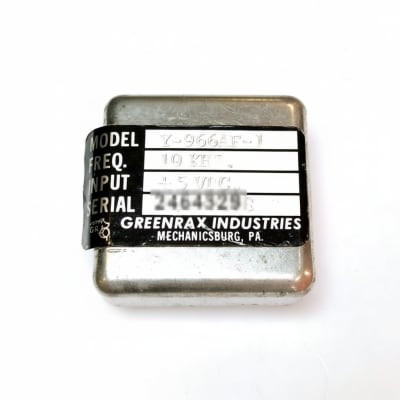 MODEL Y-966AF-1
FREQ. 10 KHZ.
INPUT +5 VDC
SERIAL 2464329
GREENRAX INDUSTRIES
MECHANICSBURG, PA.